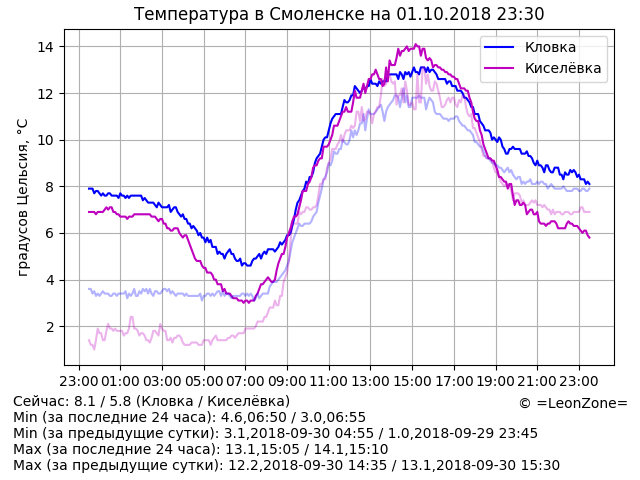 Температура в Смоленске на 01.10.2018 23:30
градусов Цельсия, °C
14
12
10
8
6
4
2
Кловка
Киселёвка
23:00 01:00 03:00 05:00 07:00 09:00 11:00 13:00 15:00 17:00 19:00 21:00 23:00
Сейчас: 8.1 / 5.8 (Кловка / Киселёвка)
© =LeonZone=
Min (за последние 24 часа): 4.6,06:50 / 3.0,06:55
Min (за предыдущие сутки): 3.1,2018-09-30 04:55 / 1.0,2018-09-29 23:45
Max (за последние 24 часа): 13.1,15:05 / 14.1,15:10
Max (за предыдущие сутки): 12.2,2018-09-30 14:35 / 13.1,2018-09-30 15:30